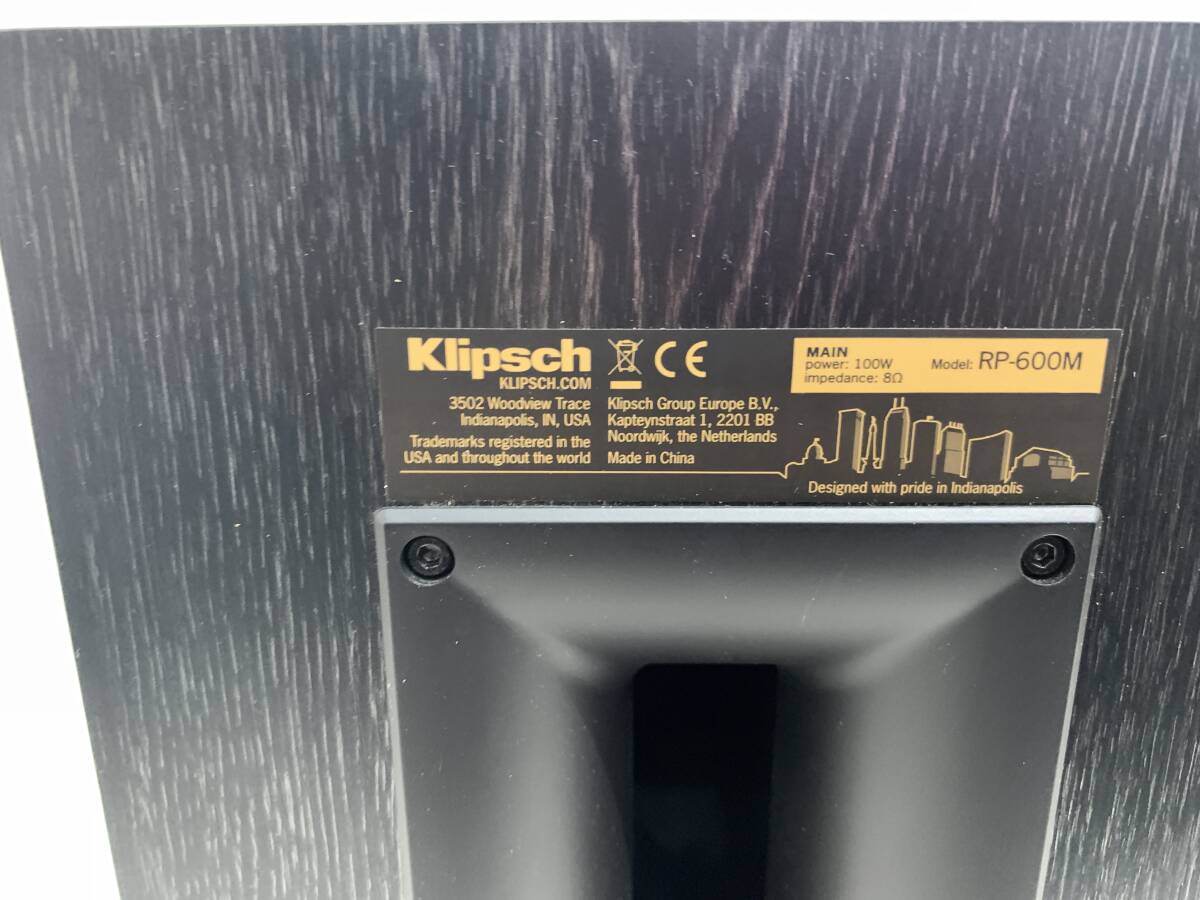 Klipsch
KLIPSCH.COM
3502 Woodview Trace
Indianapolis, IN, USA
Trademarks registered in the
USA and throughout the world
CE
Klipsch Group Europe B.V.,
Kapteynstraat 1, 2201 BB
Noordwijk, the Netherlands
Made in China
MAIN
power: 100W
impedance: 8Ω
Model: RP-600M
Designed with pride in Indianapolis